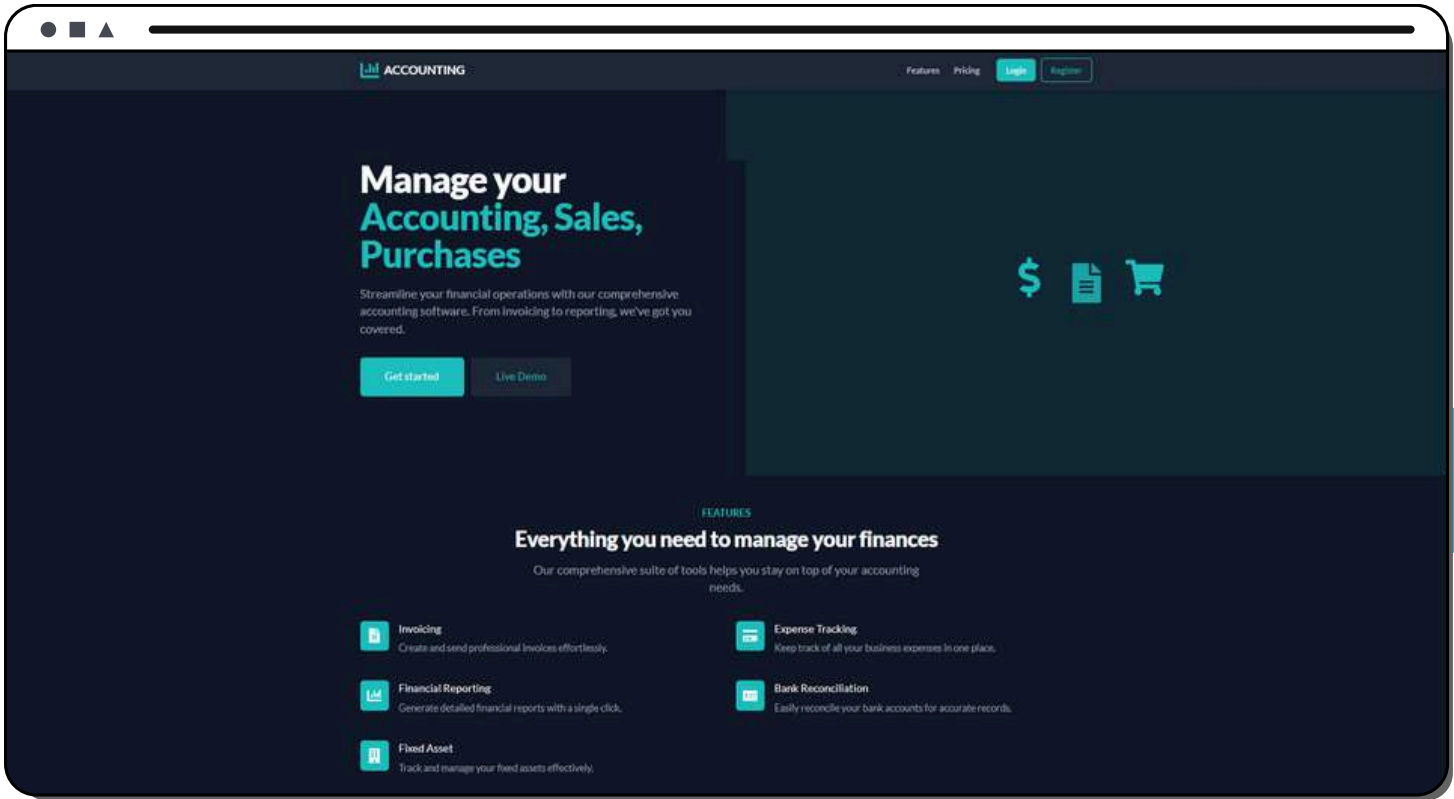 ACCOUNTING
Features Pricing Login Register
Manage your
Accounting, Sales,
Purchases
Streamline your financial operations with our comprehensive
accounting software. From invoicing to reporting, we've got you
covered.
Get started Live Demo
FEATURES
Everything you need to manage your finances
Our comprehensive suite of tools helps you stay on top of your accounting
needs.
Invoicing
Create and send professional invoices effortlessly.
Expense Tracking
Keep track of all your business expenses in one place.
Financial Reporting
Generate detailed financial reports with a single click.
Bank Reconciliation
Easily reconcile your bank accounts for accurate records.
Fixed Asset
Track and manage your fixed assets effectively.